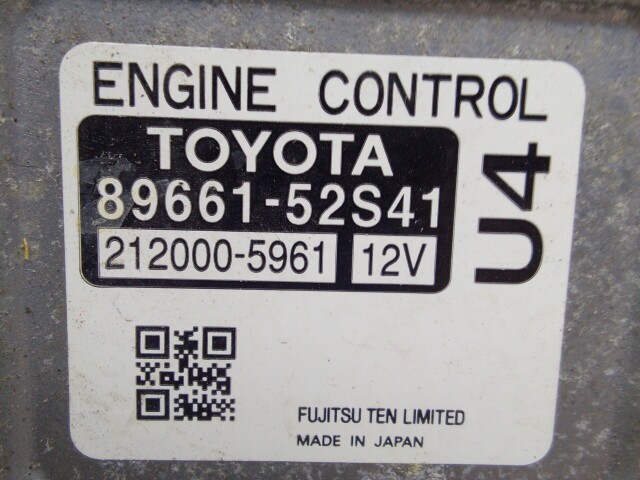 ENGINE CONTROL
TOYOTA
89661-52S41
212000-5961 12V
U4
FUJITSU TEN LIMITED
MADE IN JAPAN